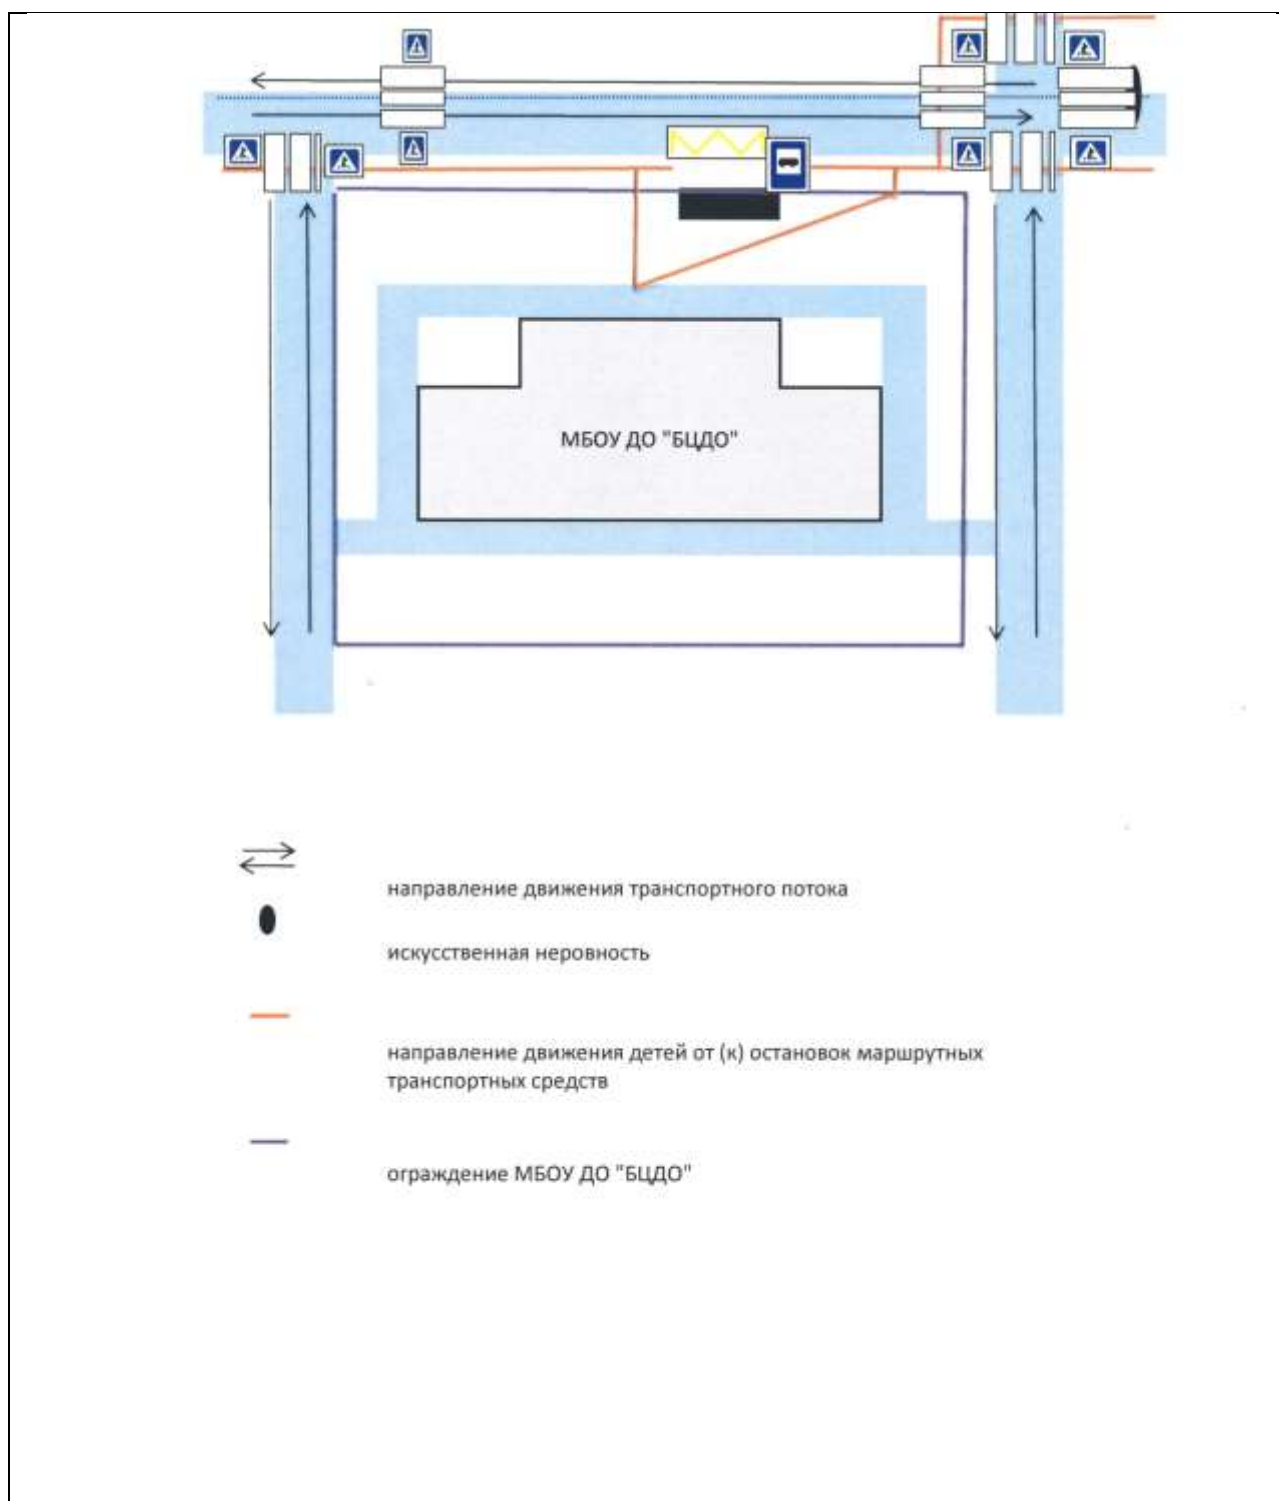 МБОУ ДО "БЦДО"
направление движения транспортного потока
искусственная неровность
направление движения детей от (к) остановок маршрутных
транспортных средств
ограждение МБОУ ДО "БЦДО"